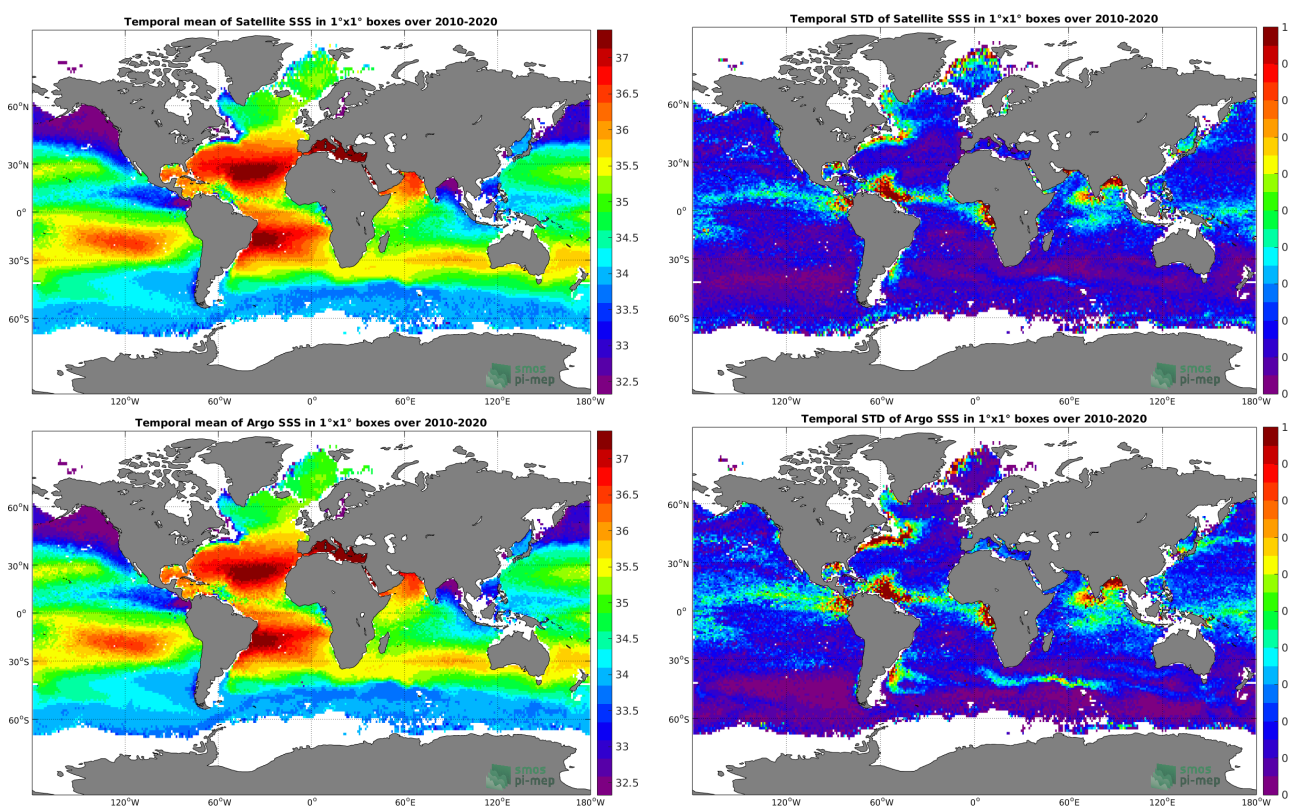 Temporal mean of Satellite SSS in 1°x1° boxes over 2010-2020
60°N
30°N
0°
30°S
60°S
120°W
60°W
0°
60°E
120°E
180°W
37
36.5
36
35.5
35
34.5
34
33.5
33
32.5
smos
pi-mep
Temporal STD of Satellite SSS in 1°x1° boxes over 2010-2020
60°N
30°N
0°
30°S
60°S
120°W
60°W
0°
60°E
120°E
180°W
1
0
0
0
0
0
0
0
0
0
0
smos
pi-mep
Temporal mean of Argo SSS in 1°x1° boxes over 2010-2020
60°N
30°N
0°
30°S
60°S
120°W
60°W
0°
60°E
120°E
180°W
37
36.5
36
35.5
35
34.5
34
33.5
33
32.5
smos
pi-mep
Temporal STD of Argo SSS in 1°x1° boxes over 2010-2020
60°N
30°N
0°
30°S
60°S
120°W
60°W
0°
60°E
120°E
180°W
1
0
0
0
0
0
0
0
0
0
0
smos
pi-mep